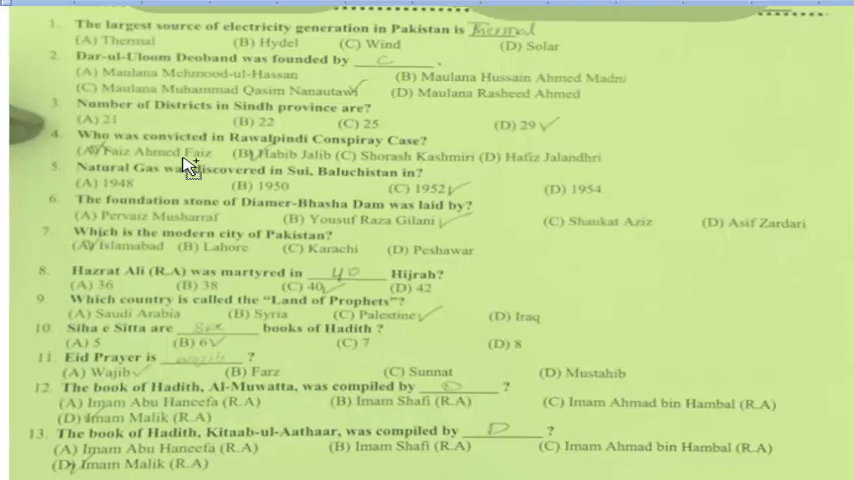 1. The largest source of electricity generation in Pakistan is Thermal
(A) Thermal (B) Hydel (C) Wind (D) Solar
2. Dar-ul-Uloom Deoband was founded by C.
(A) Maulana Mehmood-ul-Hassan (B) Maulana Hussain Ahmed Madni
(C) Maulana Muhammad Qasim Nanautawi (D) Maulana Rasheed Ahmed
3. Number of Districts in Sindh province are?
(A) 21 (B) 22 (C) 25 (D) 29
4. Who was convicted in Rawalpindi Conspiray Case?
(A) Faiz Ahmed Faiz (B) Habib Jalib (C) Shorash Kashmiri (D) Hafiz Jalandhri
5. Natural Gas was discovered in Sui, Baluchistan in?
(A) 1948 (B) 1950 (C) 1952 (D) 1954
6. The foundation stone of Diamer-Bhasha Dam was laid by?
(A) Pervaiz Musharraf (B) Yousuf Raza Gilani (C) Shaukat Aziz (D) Asif Zardari
7. Which is the modern city of Pakistan?
(A) Islamabad (B) Lahore (C) Karachi (D) Peshawar
8. Hazrat Ali (R.A) was martyred in 40 Hijrah?
(A) 36 (B) 38 (C) 40 (D) 42
9. Which country is called the “Land of Prophets”?
(A) Saudi Arabia (B) Syria (C) Palestine (D) Iraq
10. Siha e Sitta are Six books of Hadith ?
(A) 5 (B) 6 (C) 7 (D) 8
11. Eid Prayer is wajib ?
(A) Wajib (B) Farz (C) Sunnat (D) Mustahib
12. The book of Hadith, Al-Muwatta, was compiled by D ?
(A) Imam Abu Haneefa (R.A) (B) Imam Shafi (R.A) (C) Imam Ahmad bin Hambal (R.A)
(D) Imam Malik (R.A)
13. The book of Hadith, Kitaab-ul-Aathaar, was compiled by D ?
(A) Imam Abu Haneefa (R.A) (B) Imam Shafi (R.A) (C) Imam Ahmad bin Hambal (R.A)
(D) Imam Malik (R.A)